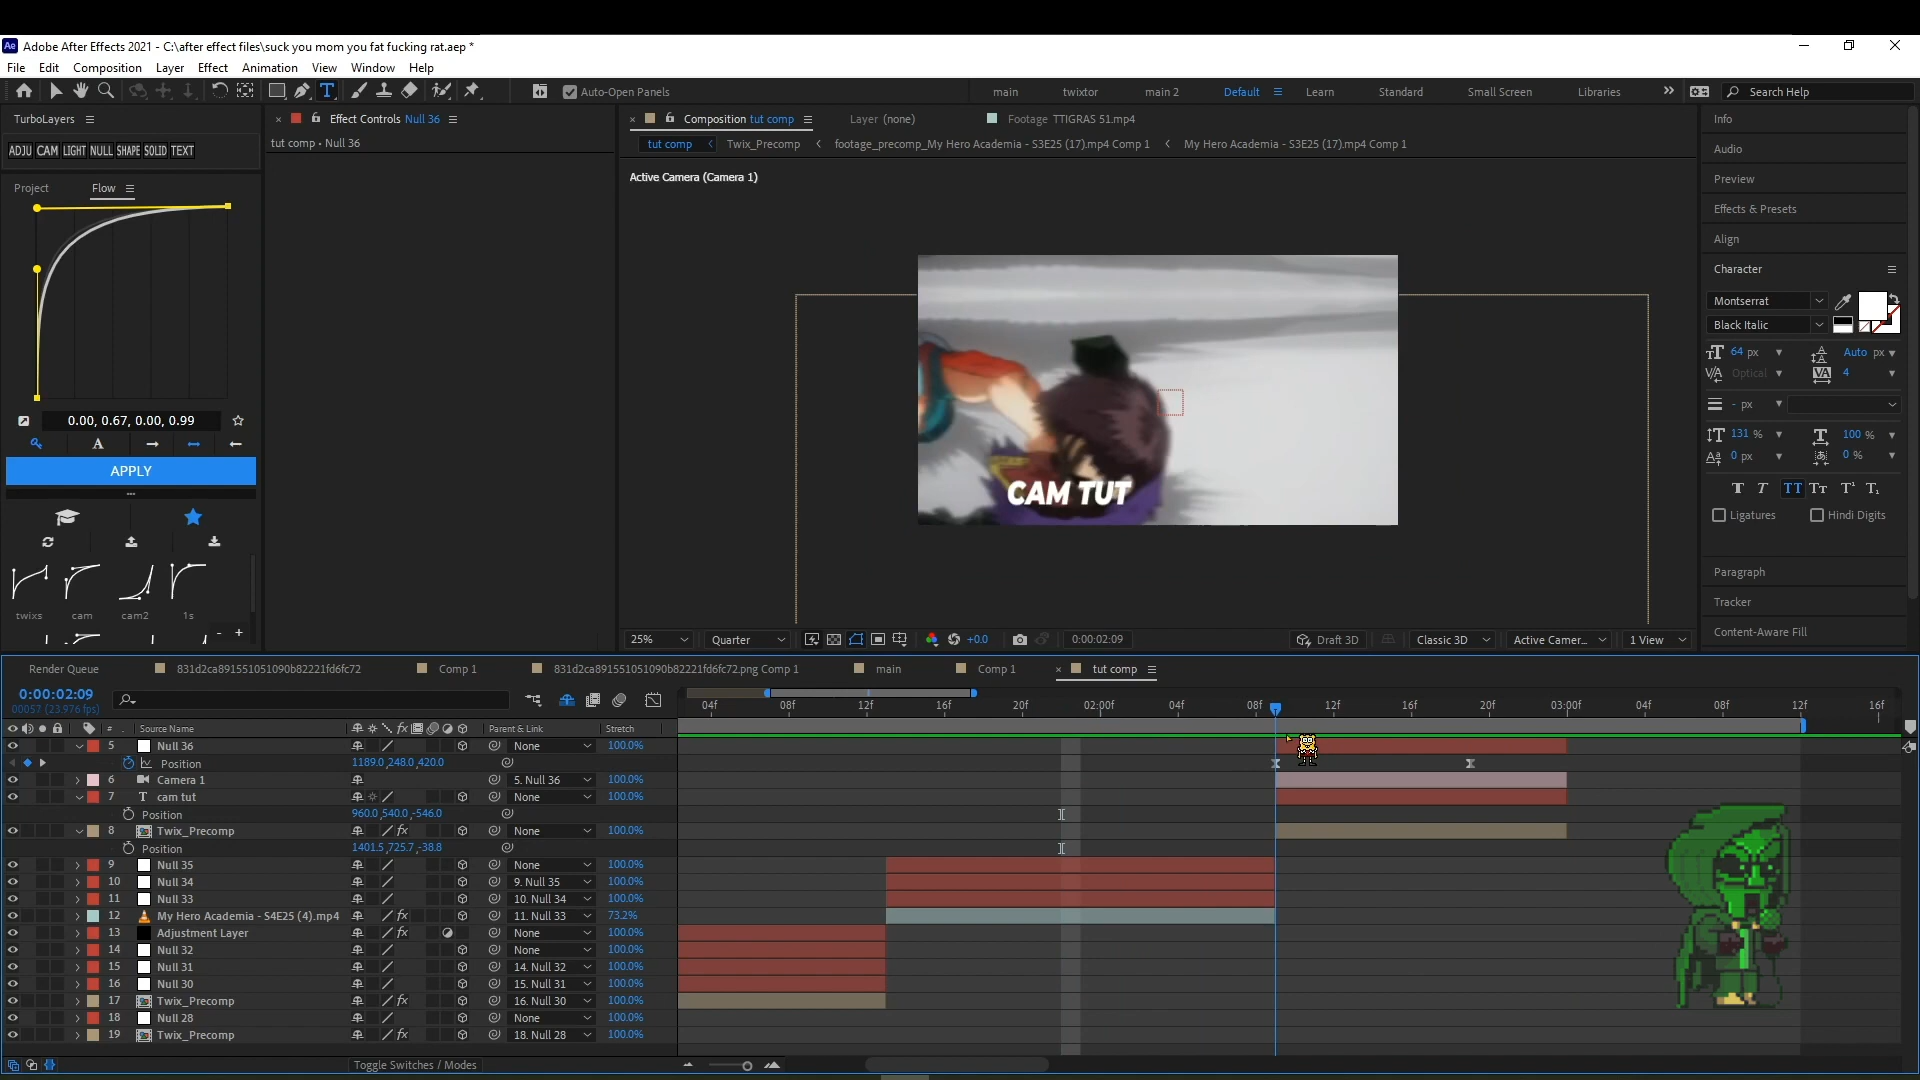 Ae Adobe After Effects 2021 - C:\after effect files\suck you mom you fat fucking rat.aep *
File Edit Composition Layer Effect Animation View Window Help
T Auto-Open Panels main twixtor main 2 Default Learn Standard Small Screen Libraries Search Help
TurboLayers
ADJU CAM LIGHT NULL SHAPE SOLID TEXT
Effect Controls Null 36
tut comp • Null 36
Composition tut comp Layer (none) Footage TTIGRAS 51.mp4
tut comp Twix_Precomp footage_precomp_My Hero Academia - S3E25 (17).mp4 Comp 1 My Hero Academia - S3E25 (17).mp4 Comp 1
Active Camera (Camera 1)
Project Flow
0.00, 0.67, 0.00, 0.99
A
APPLY
twixs cam cam2 1s
- +
CAM TUT
25% Quarter +0.0 0:00:02:09 Draft 3D Classic 3D Active Camer... 1 View
Info
Audio
Preview
Effects & Presets
Align
Character
Montserrat
Black Italic
64 px Auto px
Optical 4
- px
131 % 100 %
0 px 0 %
T T TT Tт T¹ T₁
Ligatures Hindi Digits
Paragraph
Tracker
Content-Aware Fill
Render Queue 831d2ca891551051090b82221fd6fc72 Comp 1 831d2ca891551051090b82221fd6fc72.png Comp 1 main Comp 1 tut comp
0:00:02:09
00057 (23.976 fps)
04f 08f 12f 16f 20f 02:00f 04f 08f 12f 16f 20f 03:00f 04f 08f 12f 16f
# Source Name fx Parent & Link Stretch
5 Null 36 None 100.0%
Position 1189.0,248.0,420.0
6 Camera 1 5. Null 36 100.0%
7 T cam tut None 100.0%
Position 960.0,540.0,-546.0
8 Twix_Precomp fx None 100.0%
Position 1401.5,725.7,-38.8
9 Null 35 None 100.0%
10 Null 34 9. Null 35 100.0%
11 Null 33 10. Null 34 100.0%
12 My Hero Academia - S4E25 (4).mp4 fx 11. Null 33 73.2%
13 Adjustment Layer fx None 100.0%
14 Null 32 None 100.0%
15 Null 31 14. Null 32 100.0%
16 Null 30 15. Null 31 100.0%
17 Twix_Precomp fx 16. Null 30 100.0%
18 Null 28 None 100.0%
19 Twix_Precomp fx 18. Null 28 100.0%
Toggle Switches / Modes